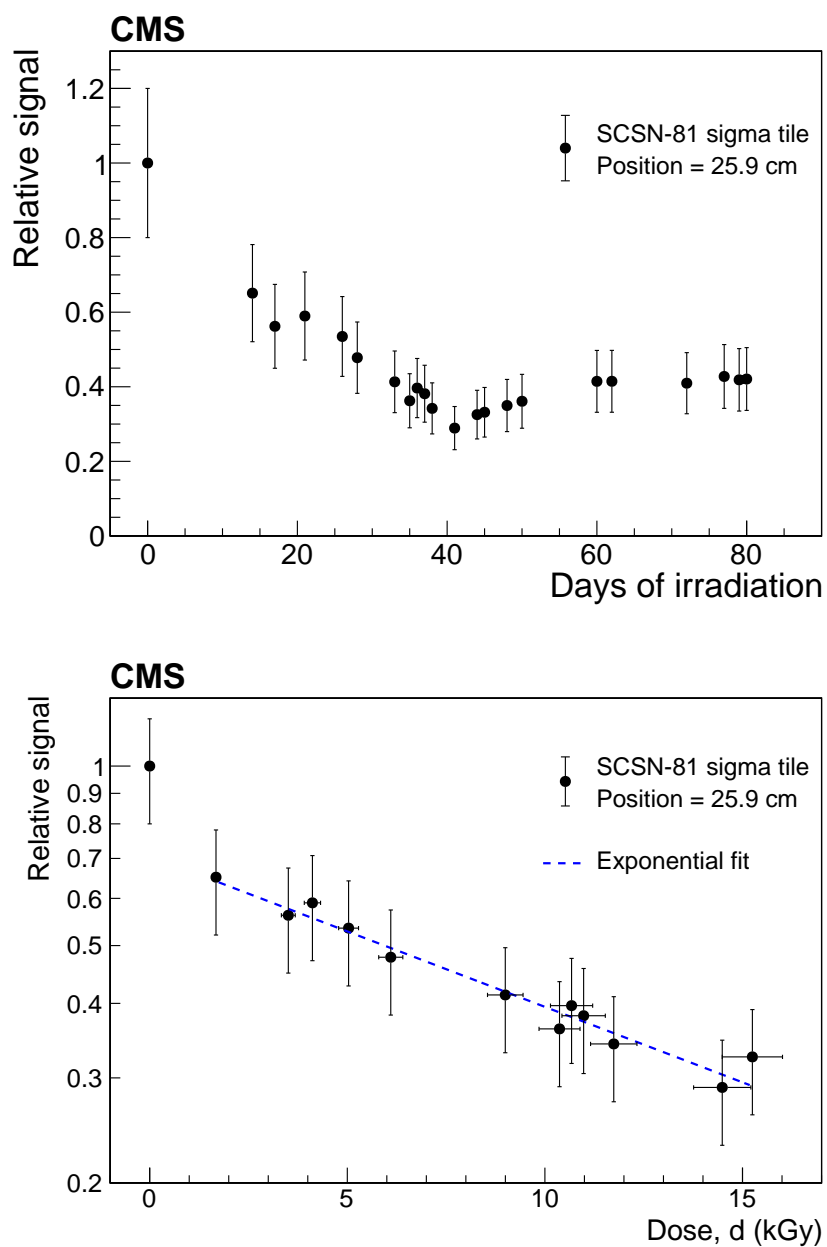 CMS
Relative signal
1.2
1
0.8
0.6
0.4
0.2
0
SCSN-81 sigma tile
Position = 25.9 cm
0 20 40 60 80
Days of irradiation
CMS
Relative signal
1
0.9
0.8
0.7
0.6
0.5
0.4
0.3
0.2
SCSN-81 sigma tile
Position = 25.9 cm
Exponential fit
0 5 10 15
Dose, d (kGy)